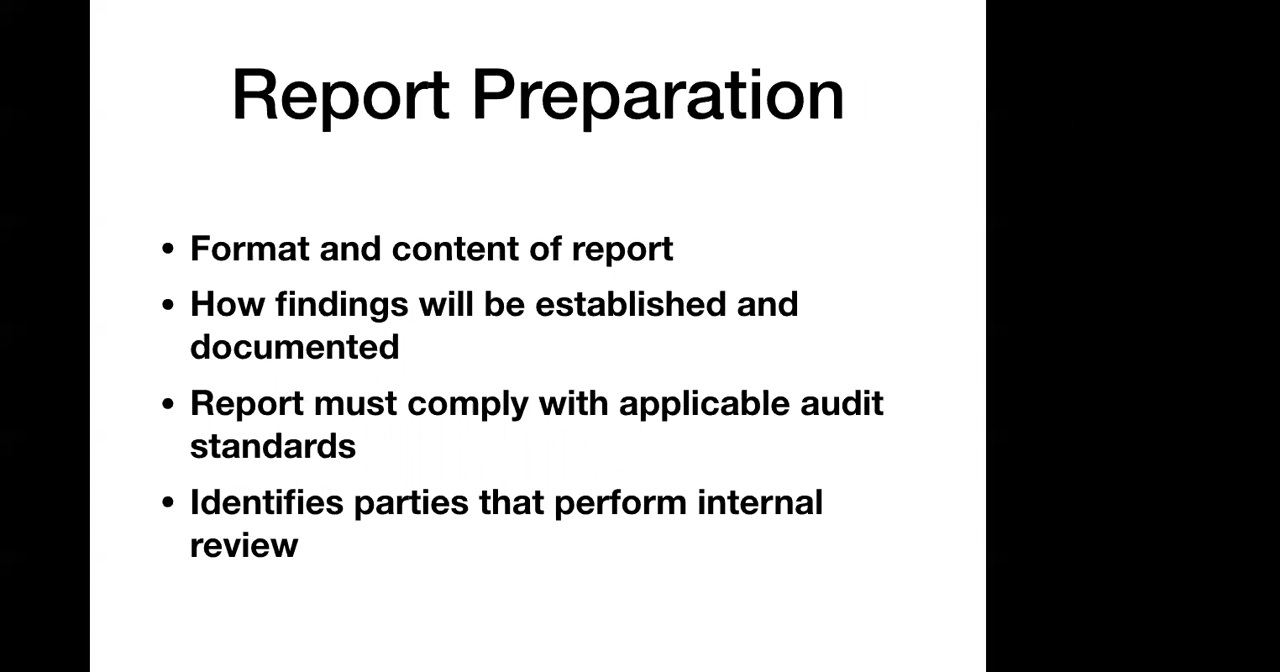 Report Preparation
• Format and content of report
• How findings will be established and
documented
• Report must comply with applicable audit
standards
• Identifies parties that perform internal
review